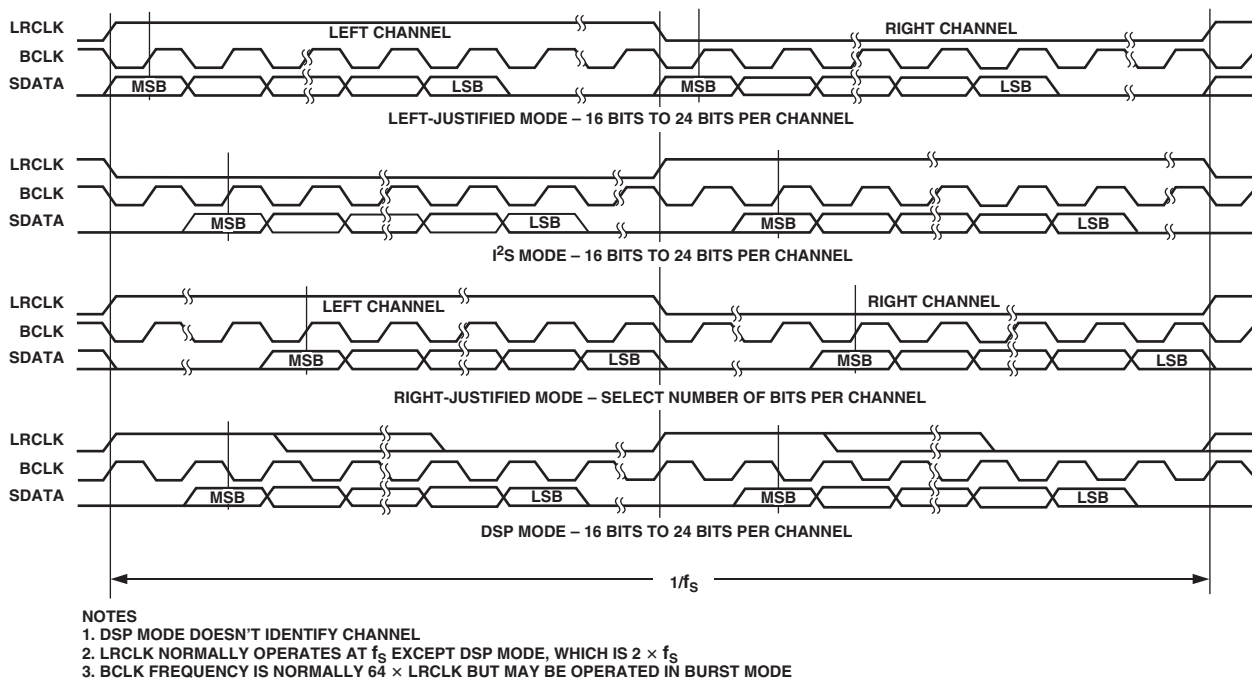 LRCLK LEFT CHANNEL RIGHT CHANNEL
BCLK
SDATA MSB LSB MSB LSB
LEFT-JUSTIFIED MODE – 16 BITS TO 24 BITS PER CHANNEL
LRCLK
BCLK
SDATA MSB LSB MSB LSB
I²S MODE – 16 BITS TO 24 BITS PER CHANNEL
LRCLK LEFT CHANNEL RIGHT CHANNEL
BCLK
SDATA MSB LSB MSB LSB
RIGHT-JUSTIFIED MODE – SELECT NUMBER OF BITS PER CHANNEL
LRCLK
BCLK
SDATA MSB LSB MSB LSB
DSP MODE – 16 BITS TO 24 BITS PER CHANNEL
1/fS
NOTES
1. DSP MODE DOESN'T IDENTIFY CHANNEL
2. LRCLK NORMALLY OPERATES AT fS EXCEPT DSP MODE, WHICH IS 2 × fS
3. BCLK FREQUENCY IS NORMALLY 64 × LRCLK BUT MAY BE OPERATED IN BURST MODE